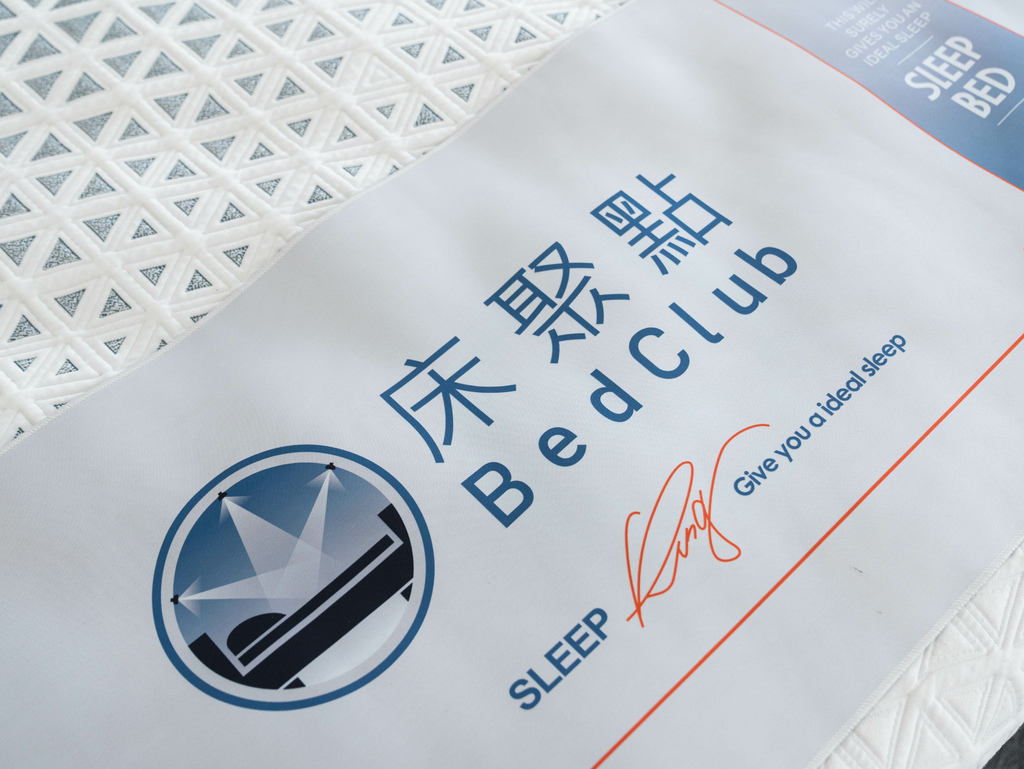 床聚點
BedClub
SLEEP King Give you a ideal sleep
THIS WILL
SURELY
GIVES YOU AN
IDEAL SLEEP
SLEEP
BED